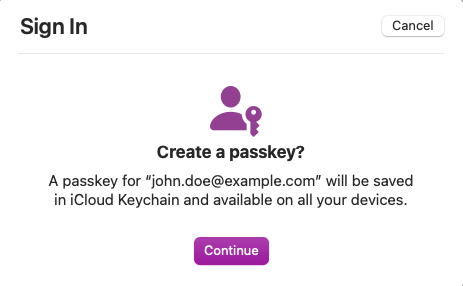 Sign In
Cancel
Create a passkey?
A passkey for “john.doe@example.com” will be saved
in iCloud Keychain and available on all your devices.
Continue